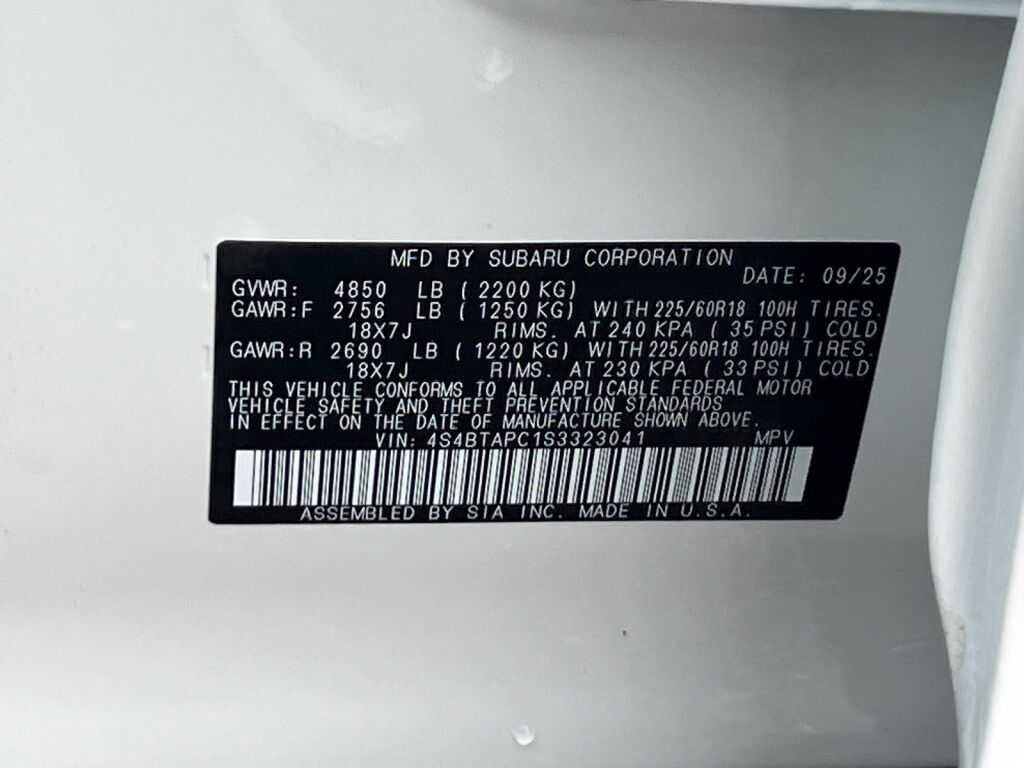 MFD BY SUBARU CORPORATION
DATE: 09/25
GVWR: 4850 LB (2200 KG)
GAWR:F 2756 LB (1250 KG) WITH 225/60R18 100H TIRES.
18X7J RIMS. AT 240 KPA (35 PSI) COLD
GAWR:R 2690 LB (1220 KG) WITH 225/60R18 100H TIRES.
18X7J RIMS. AT 230 KPA (33 PSI) COLD
THIS VEHICLE CONFORMS TO ALL APPLICABLE FEDERAL MOTOR
VEHICLE SAFETY AND THEFT PREVENTION STANDARDS
IN EFFECT ON THE DATE OF MANUFACTURE SHOWN ABOVE.
VIN: 4S4BTAPC1S3323041 MPV
ASSEMBLED BY SIA INC. MADE IN U.S.A.